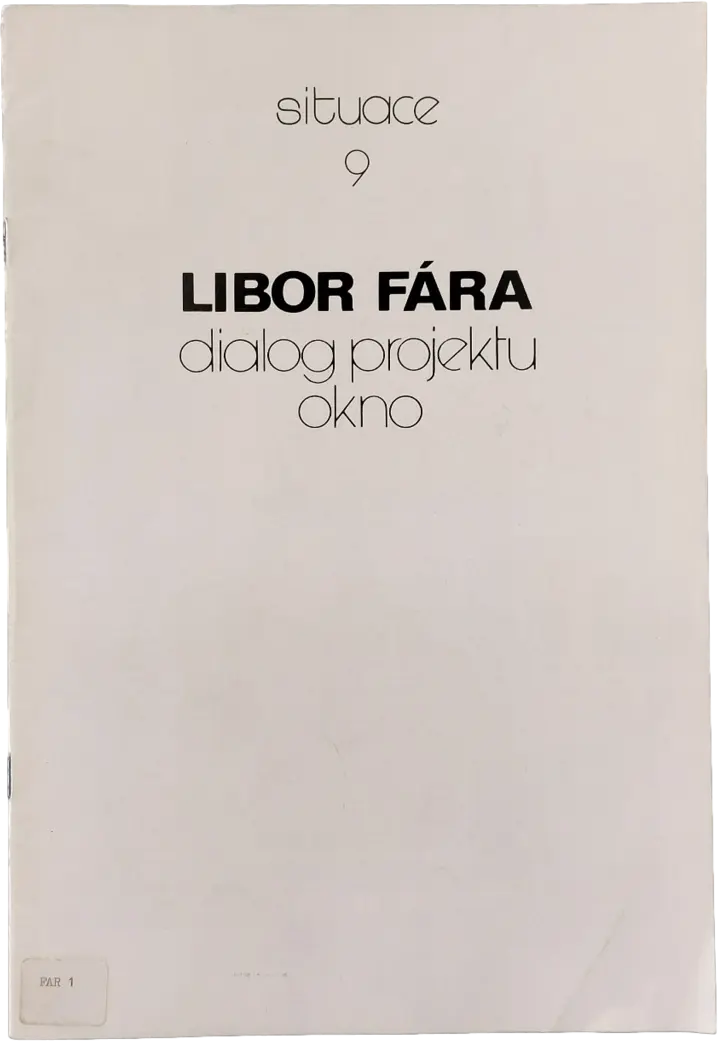 situace
9
LIBOR FÁRA
dialog projektu
okno
FAR 1